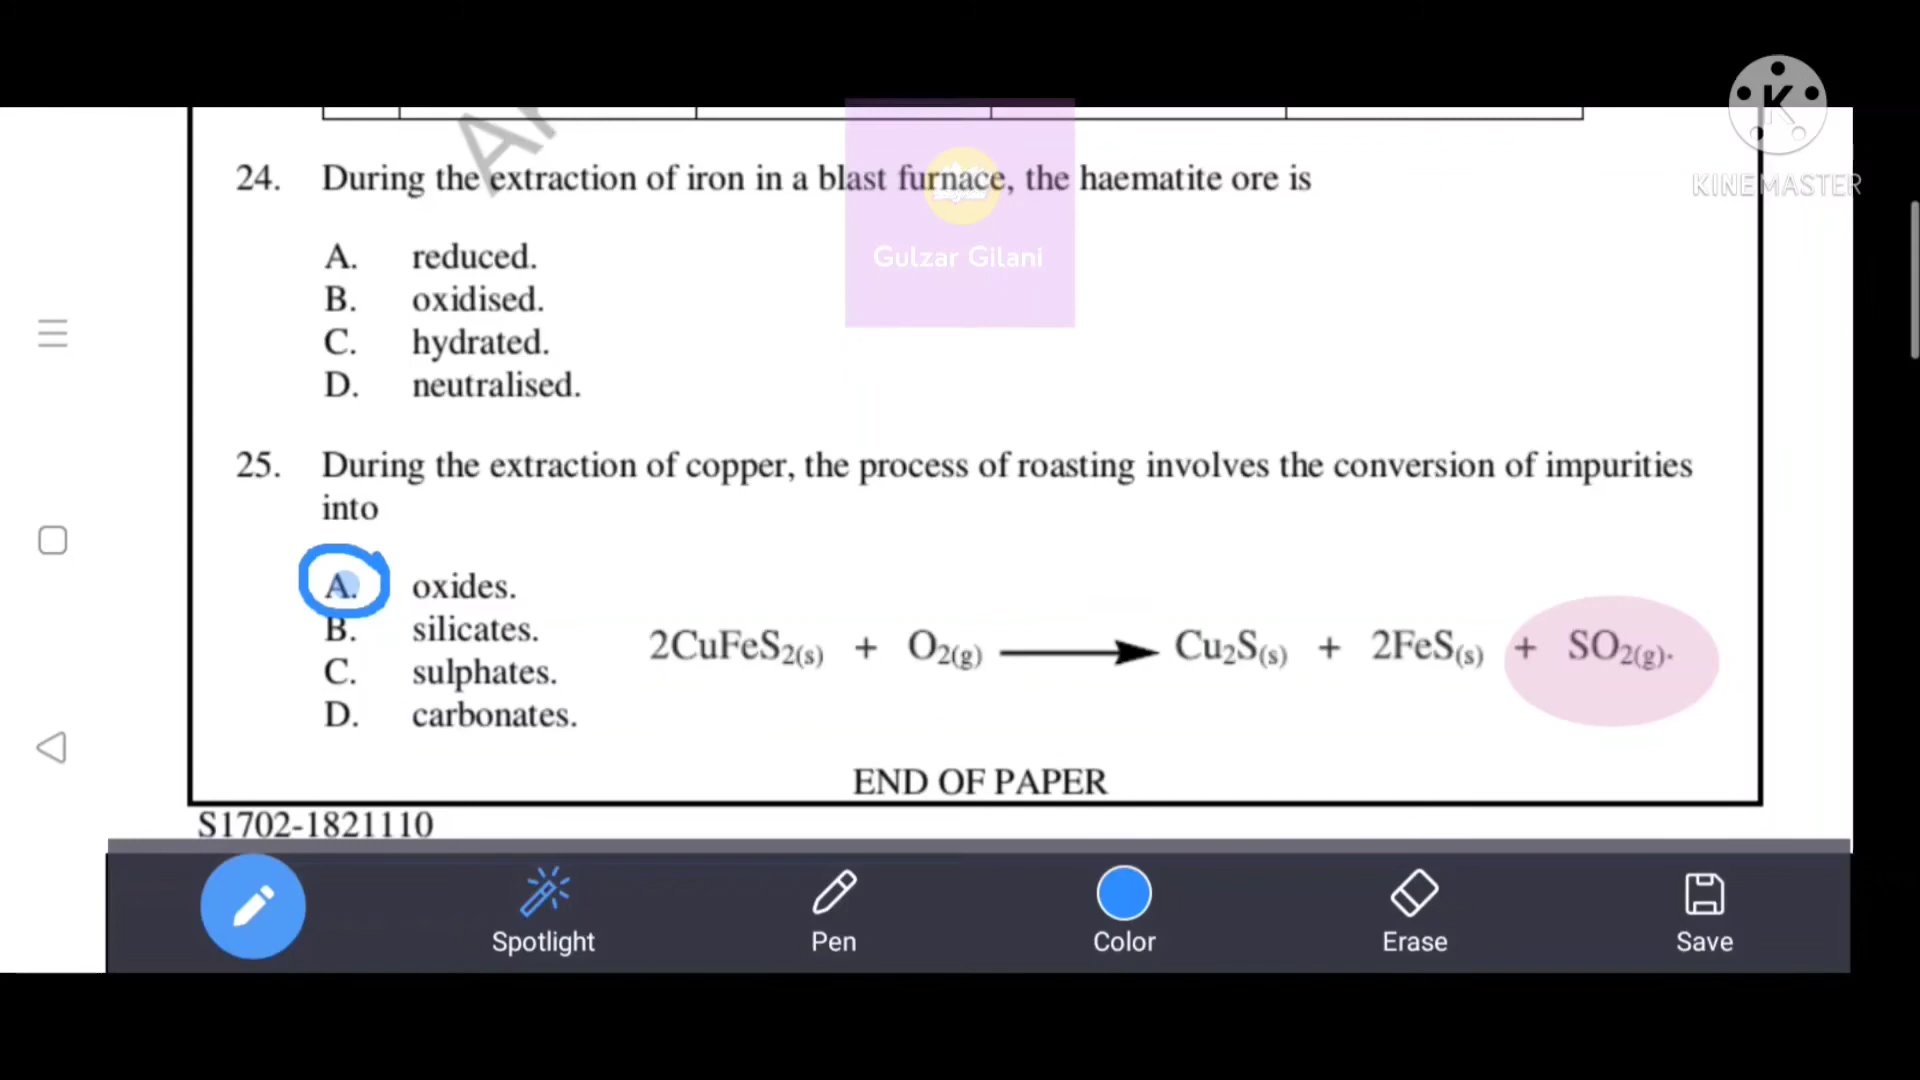 K
KINEMASTER
Ar
24. During the extraction of iron in a blast furnace, the haematite ore is
Gulzar Gilani
A. reduced.
B. oxidised.
C. hydrated.
D. neutralised.
25. During the extraction of copper, the process of roasting involves the conversion of impurities
into
A. oxides.
B. silicates.
C. sulphates.
D. carbonates.
2CuFeS₂(s) + O₂(g) ⟶ Cu₂S(s) + 2FeS(s) + SO₂(g).
END OF PAPER
S1702-1821110
Spotlight
Pen
Color
Erase
Save